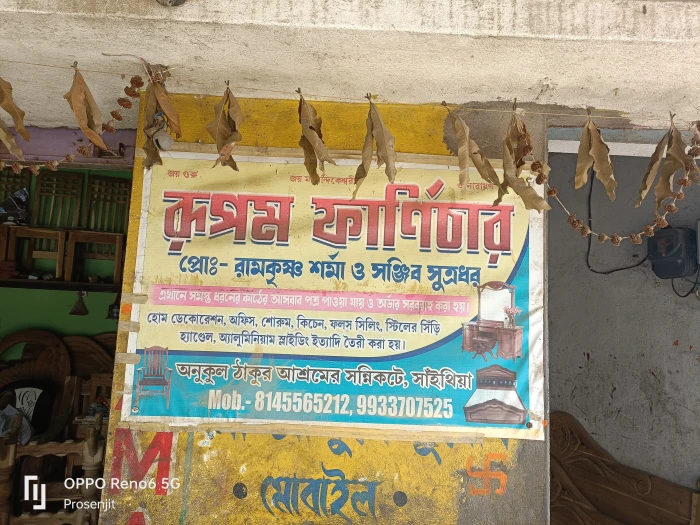 জয় গুরু
রূপম ফার্ণিচার
প্রোঃ- রামকৃষ্ণ শর্মা ও সঞ্জিব সুত্রধর
এখানে সমস্ত ধরনের কাঠের আসবাব পত্র পাওয়া যায় ও অর্ডার সরবরাহ করা হয়।
হোম ডেকোরেশন, অফিস, শোরুম, কিচেন, ফলস সিলিং, স্টিলের সিঁড়ি
হ্যাণ্ডেল, অ্যালুমিনিয়াম স্লাইডিং ইত্যাদি তৈরী করা হয়।
অনুকুল ঠাকুর আশ্রমের সন্নিকটে, সাঁইথিয়া
Mob.- 8145565212, 9933707525
মোবাইল
OPPO Reno6 5G
Prosenjit